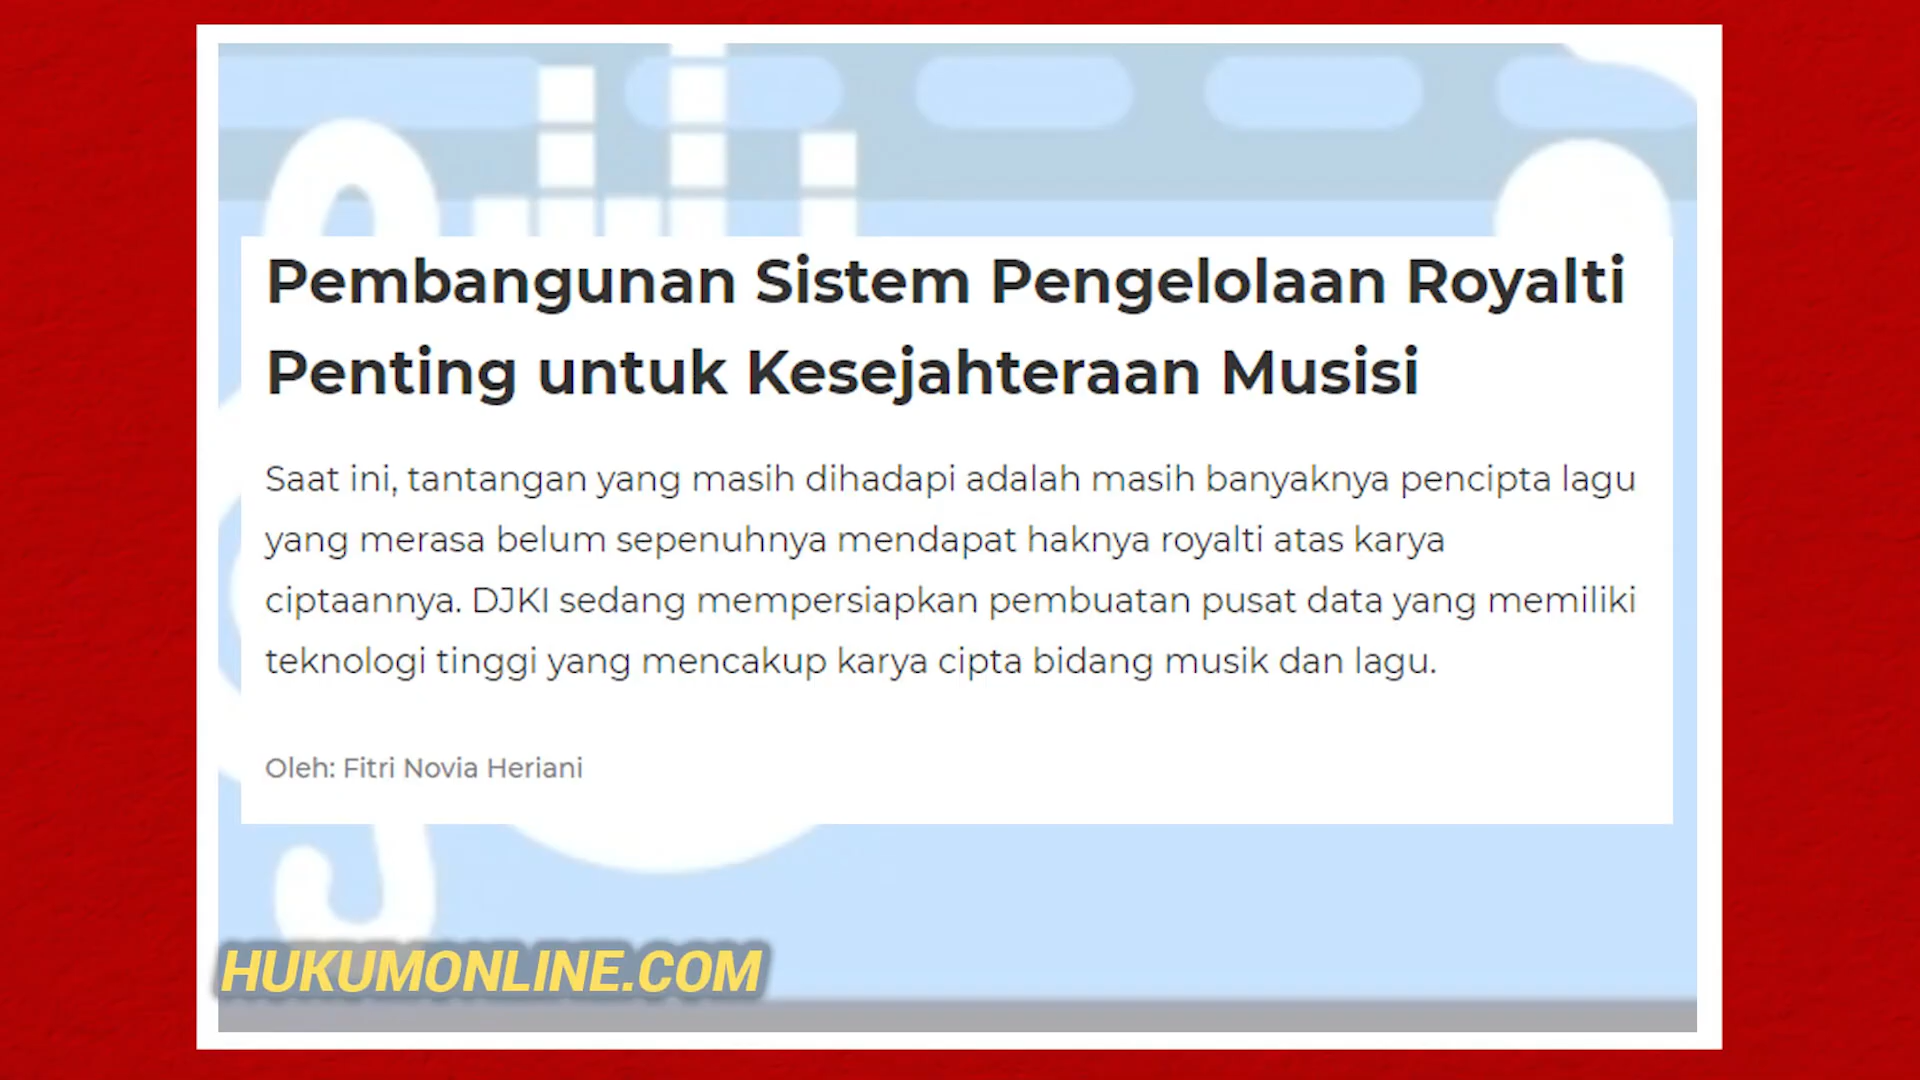 Pembangunan Sistem Pengelolaan Royalti
Penting untuk Kesejahteraan Musisi
Saat ini, tantangan yang masih dihadapi adalah masih banyaknya pencipta lagu
yang merasa belum sepenuhnya mendapat haknya royalti atas karya
ciptaannya. DJKI sedang mempersiapkan pembuatan pusat data yang memiliki
teknologi tinggi yang mencakup karya cipta bidang musik dan lagu.
Oleh: Fitri Novia Heriani
HUKUMONLINE.COM